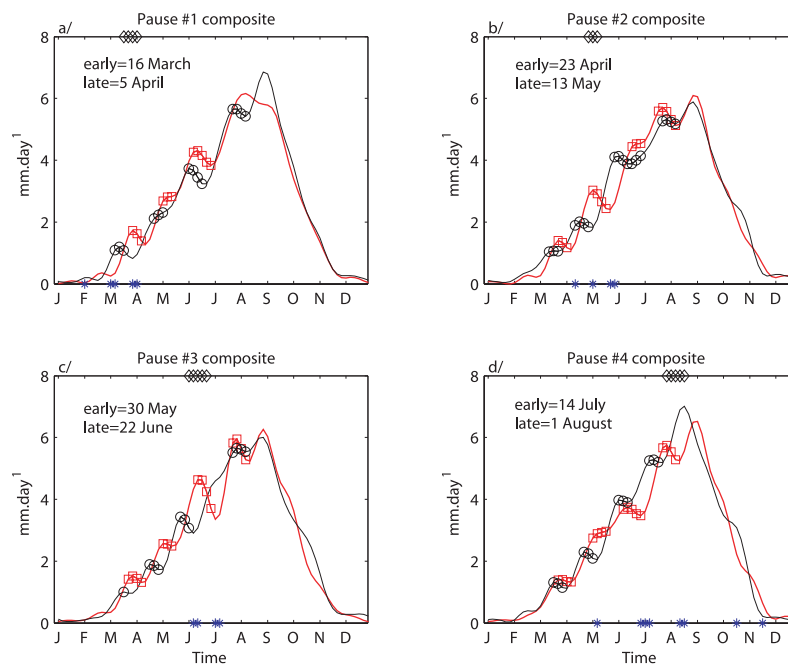 Pause #1 composite
a/
early=16 March
late=5 April
mm.day 1
8
6
4
2
0
J F M A M J J A S O N D
Pause #2 composite
b/
early=23 April
late=13 May
mm.day 1
8
6
4
2
0
J F M A M J J A S O N D
Pause #3 composite
c/
early=30 May
late=22 June
mm.day 1
8
6
4
2
0
J F M A M J J A S O N D
Time
Pause #4 composite
d/
early=14 July
late=1 August
mm.day 1
8
6
4
2
0
J F M A M J J A S O N D
Time